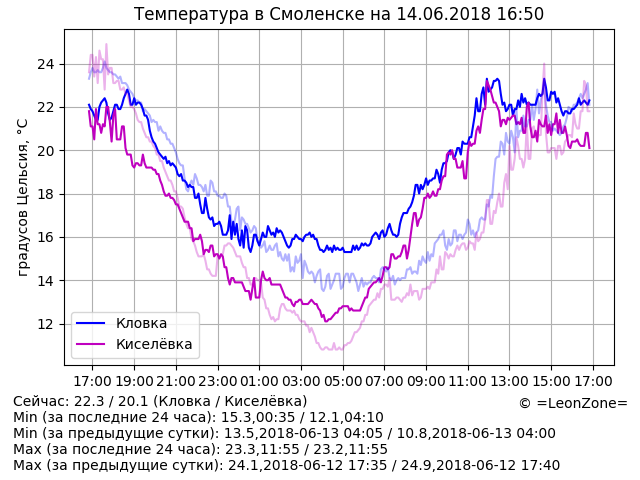 Температура в Смоленске на 14.06.2018 16:50
градусов Цельсия, °C
24
22
20
18
16
14
12
Кловка
Киселёвка
17:00 19:00 21:00 23:00 01:00 03:00 05:00 07:00 09:00 11:00 13:00 15:00 17:00
Сейчас: 22.3 / 20.1 (Кловка / Киселёвка)
© =LeonZone=
Min (за последние 24 часа): 15.3,00:35 / 12.1,04:10
Min (за предыдущие сутки): 13.5,2018-06-13 04:05 / 10.8,2018-06-13 04:00
Max (за последние 24 часа): 23.3,11:55 / 23.2,11:55
Max (за предыдущие сутки): 24.1,2018-06-12 17:35 / 24.9,2018-06-12 17:40